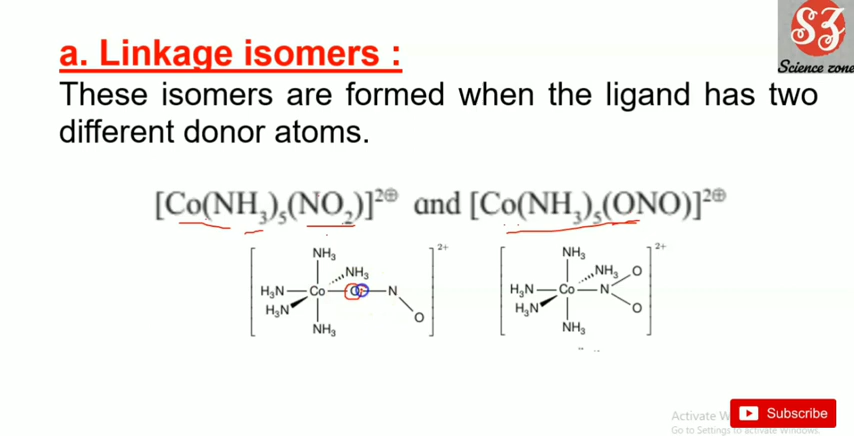 SZ
Science zone
a. Linkage isomers :
These isomers are formed when the ligand has two
different donor atoms.
[Co(NH₃)₅(NO₂)]²⊕ and [Co(NH₃)₅(ONO)]²⊕
NH₃
NH₃
H₃N Co O N
H₃N
O
NH₃
2+
NH₃
NH₃ O
H₃N Co N
H₃N O
NH₃
2+
Activate W
Subscribe
Go to Settings to activate Windows.